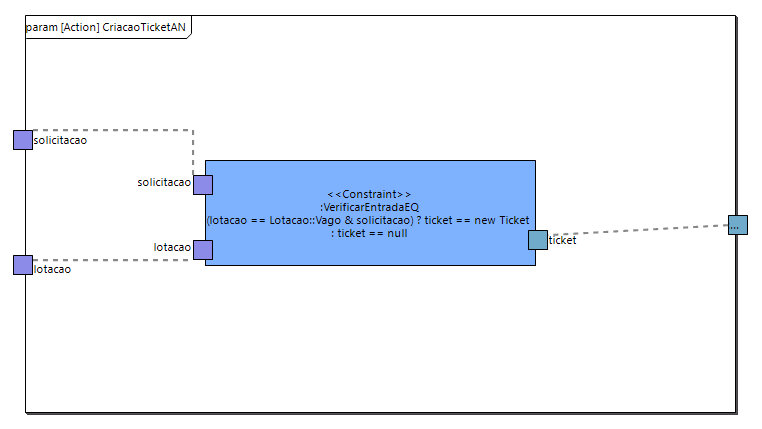 param [Action] CriacaoTicketAN
solicitacao
solicitacao
<<Constraint>>
:VerificarEntradaEQ
(lotacao == Lotacao::Vago & solicitacao) ? ticket == new Ticket
: ticket == null
lotacao
lotacao
ticket
...